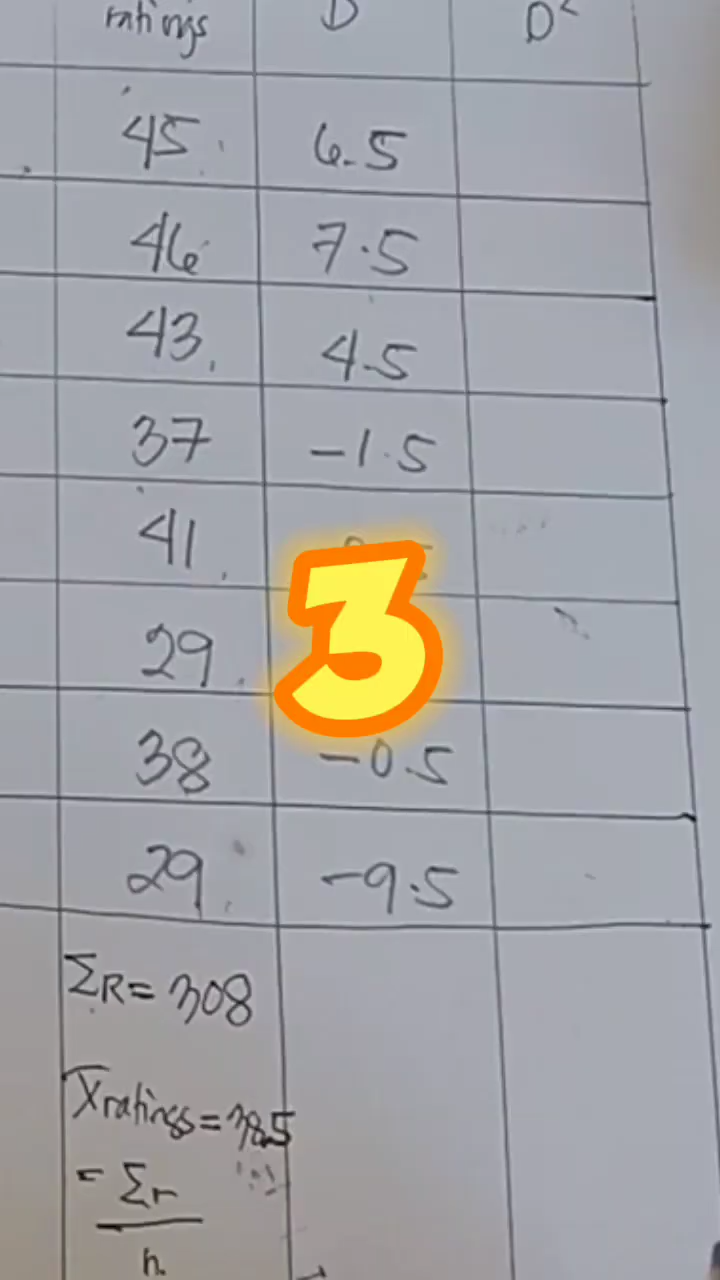 ratings D D²
45 6.5
46 7.5
43 4.5
37 -1.5
41
29
3
38 -0.5
29 -9.5
ΣR = 308
X̄ratings = 38.5
= Σr
n